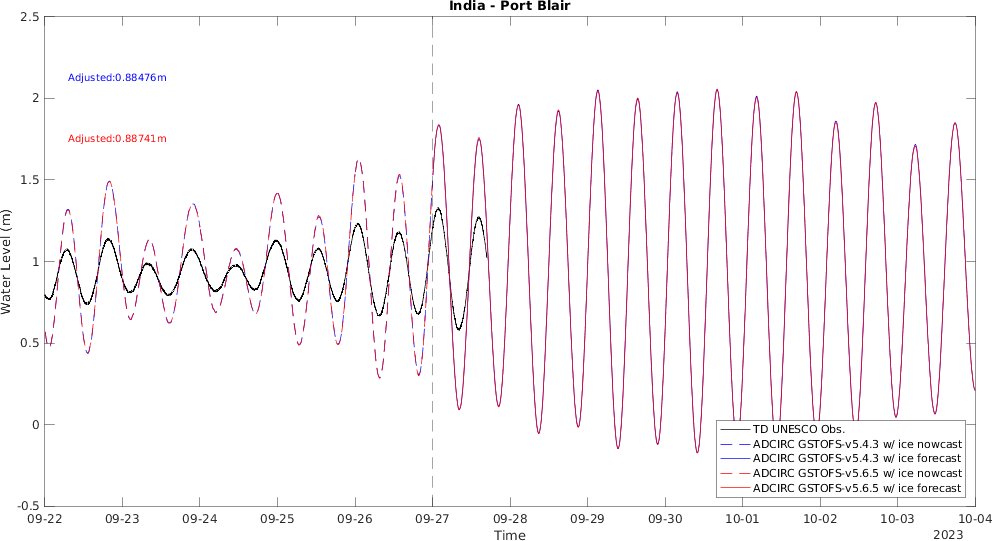 India - Port Blair
2.5
2
1.5
1
0.5
0
-0.5
Water Level (m)
Adjusted:0.88476m
Adjusted:0.88741m
TD UNESCO Obs.
ADCIRC GSTOFS-v5.4.3 w/ ice nowcast
ADCIRC GSTOFS-v5.4.3 w/ ice forecast
ADCIRC GSTOFS-v5.6.5 w/ ice nowcast
ADCIRC GSTOFS-v5.6.5 w/ ice forecast
09-22 09-23 09-24 09-25 09-26 09-27 09-28 09-29 09-30 10-01 10-02 10-03 10-04
Time
2023